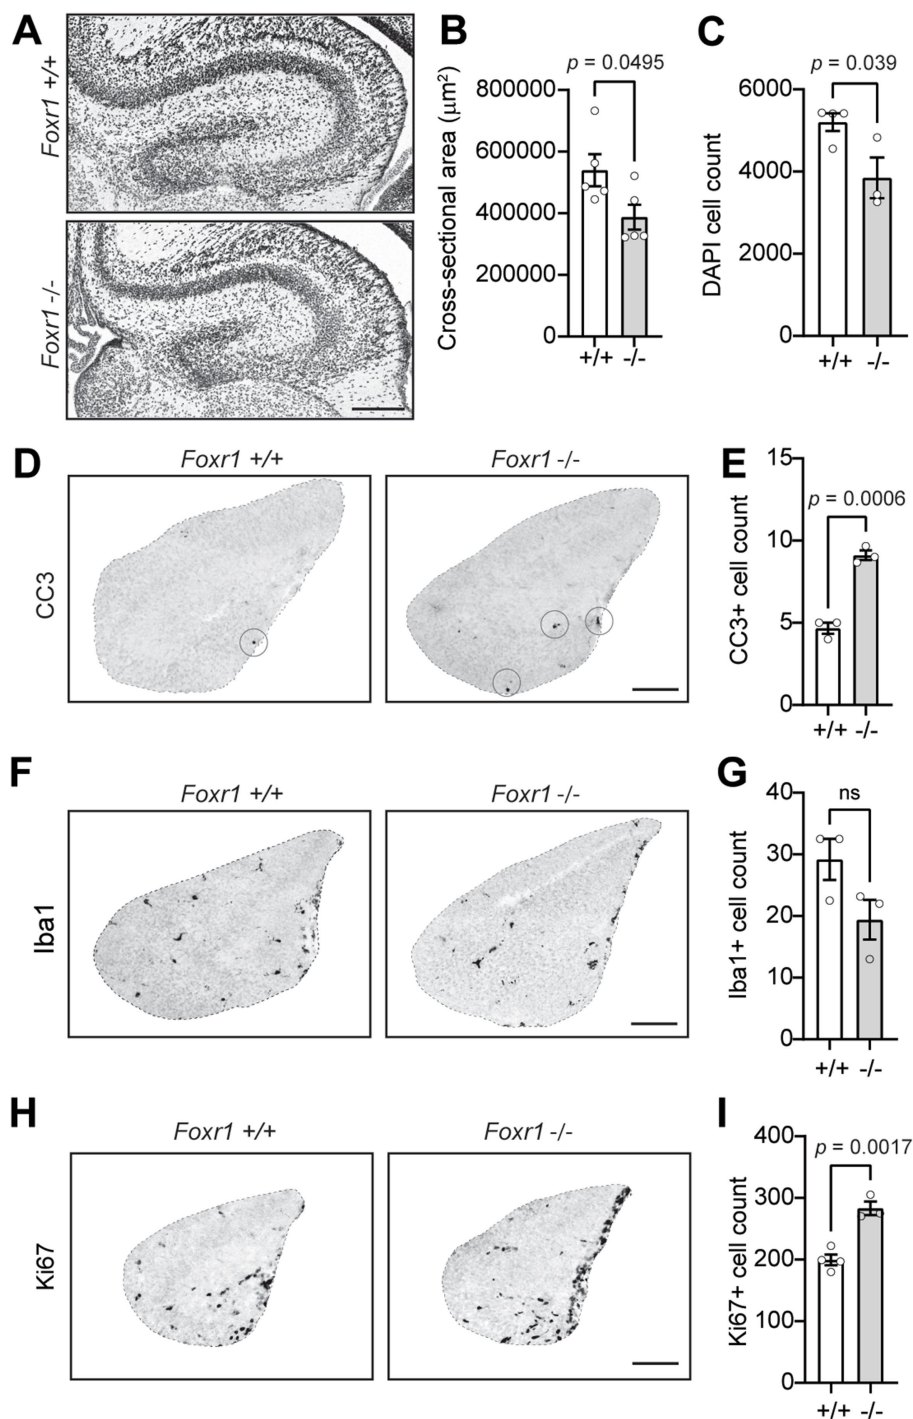 A
Foxr1 +/+
Foxr1 -/-
B
Cross-sectional area (μm²)
p = 0.0495
800000
600000
400000
200000
0
+/+ -/-
C
DAPI cell count
p = 0.039
6000
4000
2000
0
+/+ -/-
D
Foxr1 +/+
Foxr1 -/-
CC3
E
CC3+ cell count
15
p = 0.0006
10
5
0
+/+ -/-
F
Foxr1 +/+
Foxr1 -/-
Iba1
G
Iba1+ cell count
40
ns
30
20
10
0
+/+ -/-
H
Foxr1 +/+
Foxr1 -/-
Ki67
I
Ki67+ cell count
400
p = 0.0017
300
200
100
0
+/+ -/-